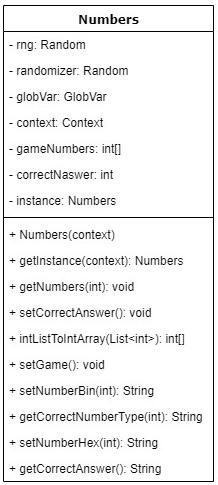 Numbers
- rng: Random
- randomizer: Random
- globVar: GlobVar
- context: Context
- gameNumbers: int[]
- correctNaswer: int
- instance: Numbers
+ Numbers(context)
+ getInstance(context): Numbers
+ getNumbers(int): void
+ setCorrectAnswer(): void
+ intListToIntArray(List<int>): int[]
+ setGame(): void
+ setNumberBin(int): String
+ getCorrectNumberType(int): String
+ setNumberHex(int): String
+ getCorrectAnswer(): String